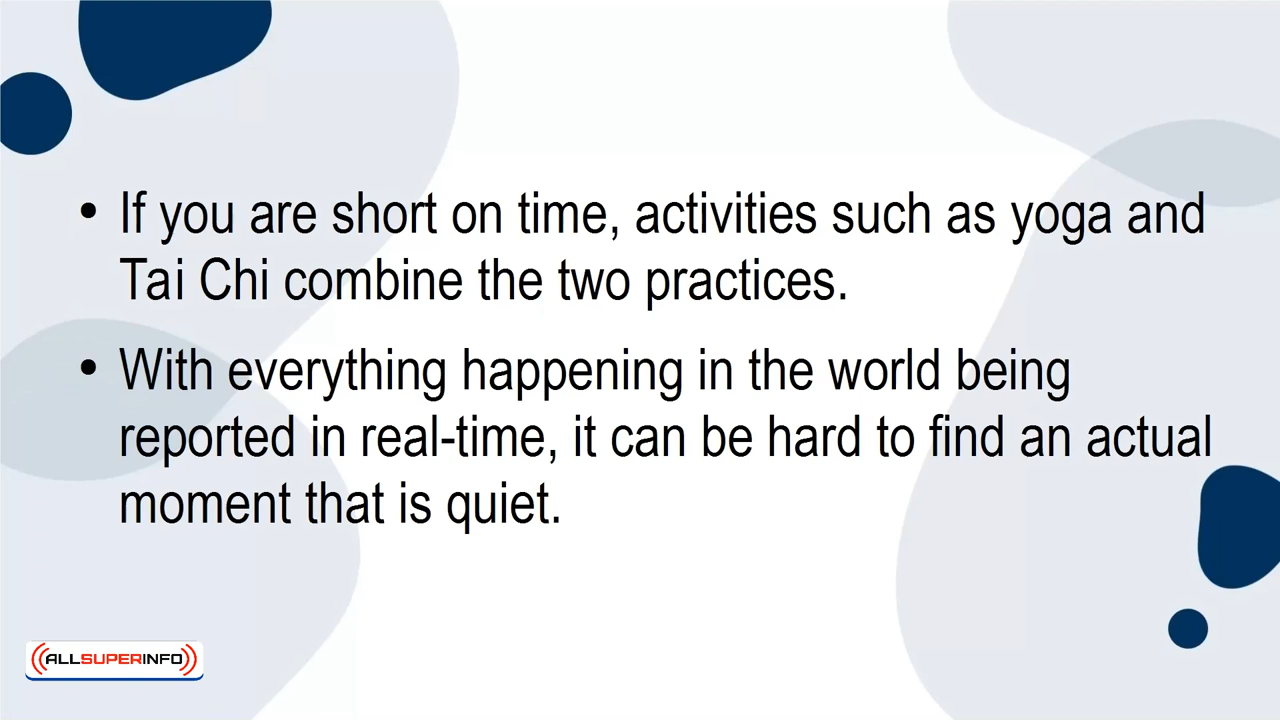 • If you are short on time, activities such as yoga and
Tai Chi combine the two practices.
• With everything happening in the world being
reported in real-time, it can be hard to find an actual
moment that is quiet.
ALLSUPERINFO